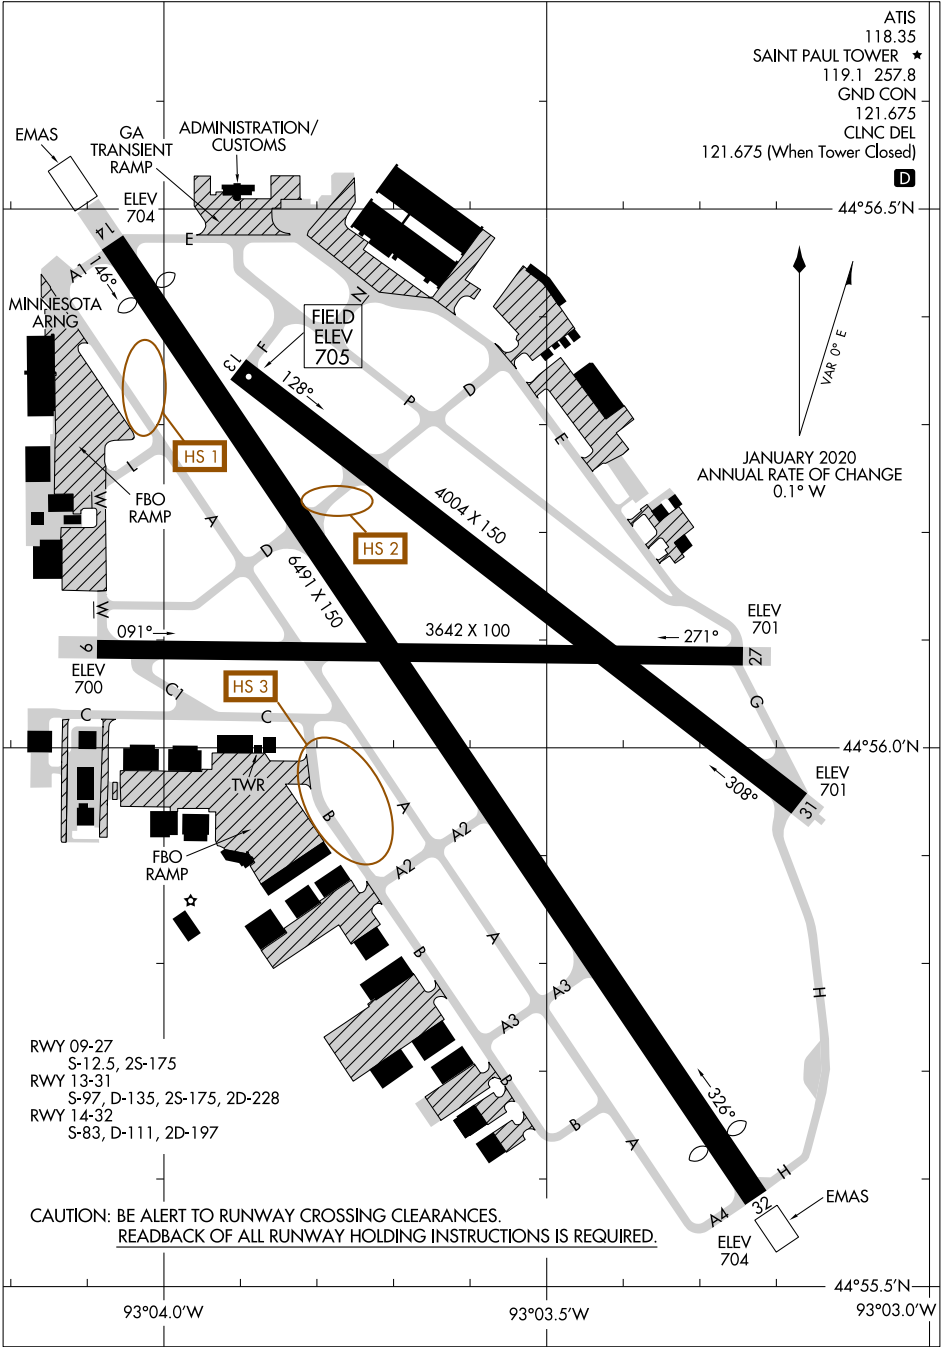 ATIS
118.35
SAINT PAUL TOWER ★
119.1 257.8
GND CON
121.675
CLNC DEL
121.675 (When Tower Closed)
D
EMAS
GA
TRANSIENT
RAMP
ADMINISTRATION/
CUSTOMS
ELEV
704
44°56.5'N
14
E
A1
146°
MINNESOTA
ARNG
N
FIELD
ELEV
705
F
13
128°
P
D
E
VAR 0° E
JANUARY 2020
ANNUAL RATE OF CHANGE
0.1° W
HS 1
L
FBO
RAMP
W
A
D
4004 X 150
HS 2
6491 X 150
W
091°
3642 X 100
271°
ELEV
701
9
27
ELEV
700
C1
HS 3
G
C
C
44°56.0'N
TWR
308°
ELEV
701
31
B
A
A2
A2
FBO
RAMP
A
B
A3
A3
H
RWY 09-27
S-12.5, 2S-175
RWY 13-31
S-97, D-135, 2S-175, 2D-228
RWY 14-32
S-83, D-111, 2D-197
B
B
A
326°
H
32
A4
EMAS
ELEV
704
CAUTION: BE ALERT TO RUNWAY CROSSING CLEARANCES.
READBACK OF ALL RUNWAY HOLDING INSTRUCTIONS IS REQUIRED.
44°55.5'N
93°04.0'W
93°03.5'W
93°03.0'W